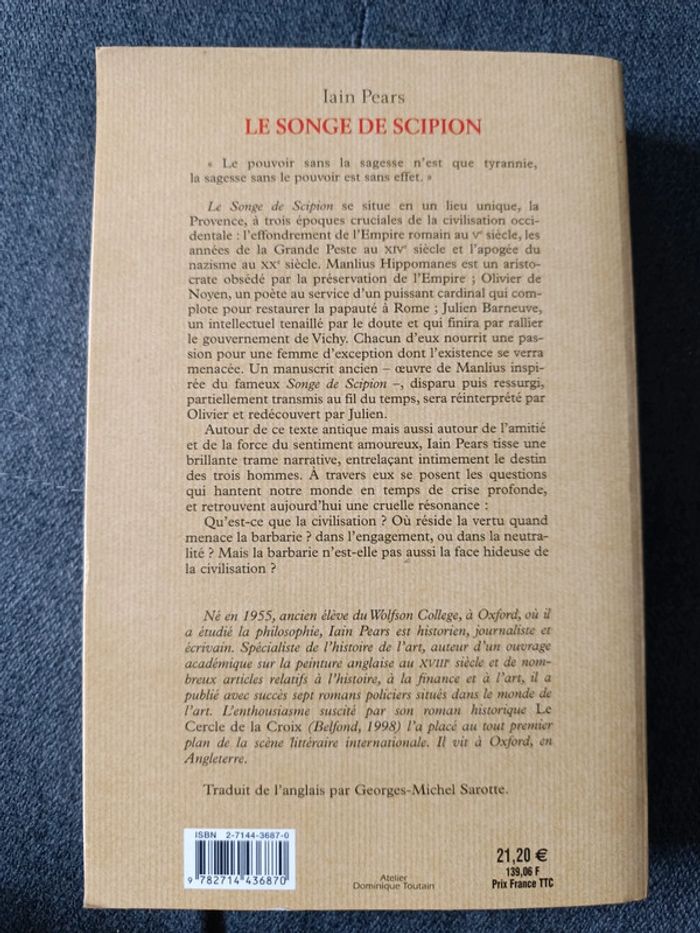 Iain Pears
LE SONGE DE SCIPION
« Le pouvoir sans la sagesse n'est que tyrannie,
la sagesse sans le pouvoir est sans effet. »
Le Songe de Scipion se situe en un lieu unique, la
Provence, à trois époques cruciales de la civilisation occi-
dentale : l'effondrement de l'Empire romain au Ve siècle, les
années de la Grande Peste au XIVe siècle et l'apogée du
nazisme au XXe siècle. Manlius Hippomanes est un aristo-
crate obsédé par la préservation de l'Empire ; Olivier de
Noyen, un poète au service d'un puissant cardinal qui com-
plote pour restaurer la papauté à Rome ; Julien Barneuve,
un intellectuel tenaillé par le doute et qui finira par rallier
le gouvernement de Vichy. Chacun d'eux nourrit une pas-
sion pour une femme d'exception dont l'existence se verra
menacée. Un manuscrit ancien – œuvre de Manlius inspi-
rée du fameux Songe de Scipion –, disparu puis ressurgi,
partiellement transmis au fil du temps, sera réinterprété par
Olivier et redécouvert par Julien.
Autour de ce texte antique mais aussi autour de l'amitié
et de la force du sentiment amoureux, Iain Pears tisse une
brillante trame narrative, entrelaçant intimement le destin
des trois hommes. À travers eux se posent les questions
qui hantent notre monde en temps de crise profonde,
et retrouvent aujourd'hui une cruelle résonance :
Qu'est-ce que la civilisation ? Où réside la vertu quand
menace la barbarie ? dans l'engagement, ou dans la neutra-
lité ? Mais la barbarie n'est-elle pas aussi la face hideuse de
la civilisation ?
Né en 1955, ancien élève du Wolfson College, à Oxford, où il
a étudié la philosophie, Iain Pears est historien, journaliste et
écrivain. Spécialiste de l'histoire de l'art, auteur d'un ouvrage
académique sur la peinture anglaise au XVIIIe siècle et de nom-
breux articles relatifs à l'histoire, à la finance et à l'art, il a
publié avec succès sept romans policiers situés dans le monde de
l'art. L'enthousiasme suscité par son roman historique Le
Cercle de la Croix (Belfond, 1998) l'a placé au tout premier
plan de la scène littéraire internationale. Il vit à Oxford, en
Angleterre.
Traduit de l'anglais par Georges-Michel Sarotte.
ISBN 2-7144-3687-0
9 782714 436870
Atelier
Dominique Toutain
21,20 €
139,06 F
Prix France TTC